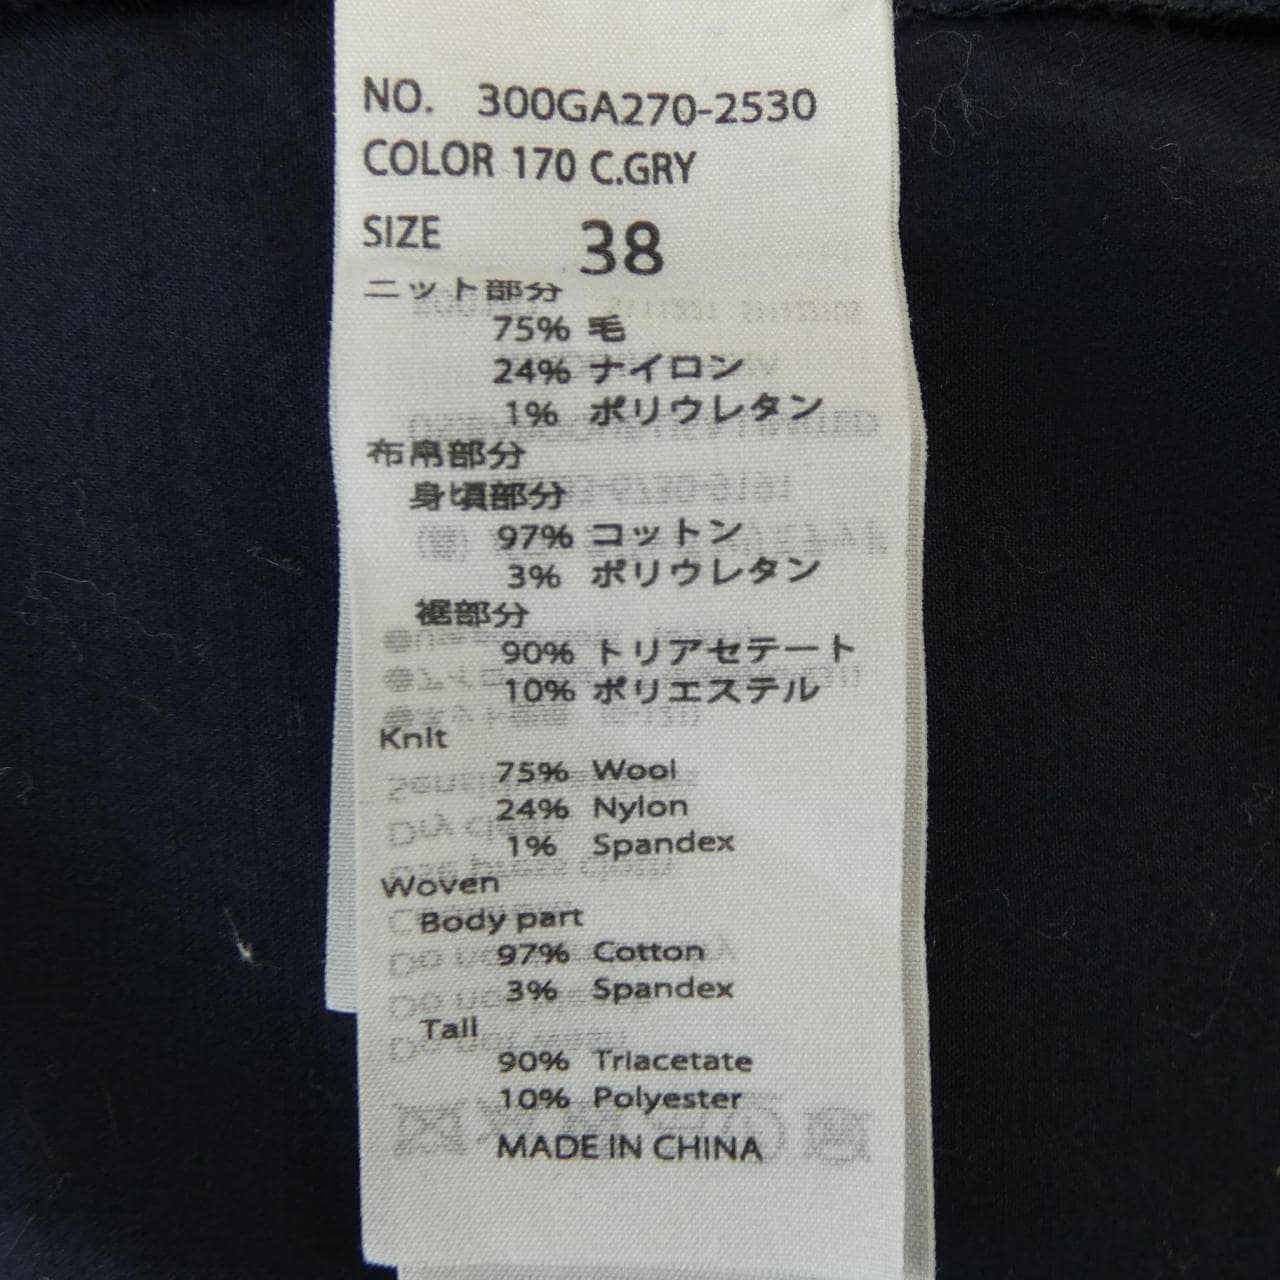 NO. 300GA270-2530
COLOR 170 C.GRY
SIZE 38
ニット部分
75% 毛
24% ナイロン
1% ポリウレタン
布帛部分
身頃部分
97% コットン
3% ポリウレタン
裾部分
90% トリアセテート
10% ポリエステル
Knit
75% Wool
24% Nylon
1% Spandex
Woven
Body part
97% Cotton
3% Spandex
Tail
90% Triacetate
10% Polyester
MADE IN CHINA